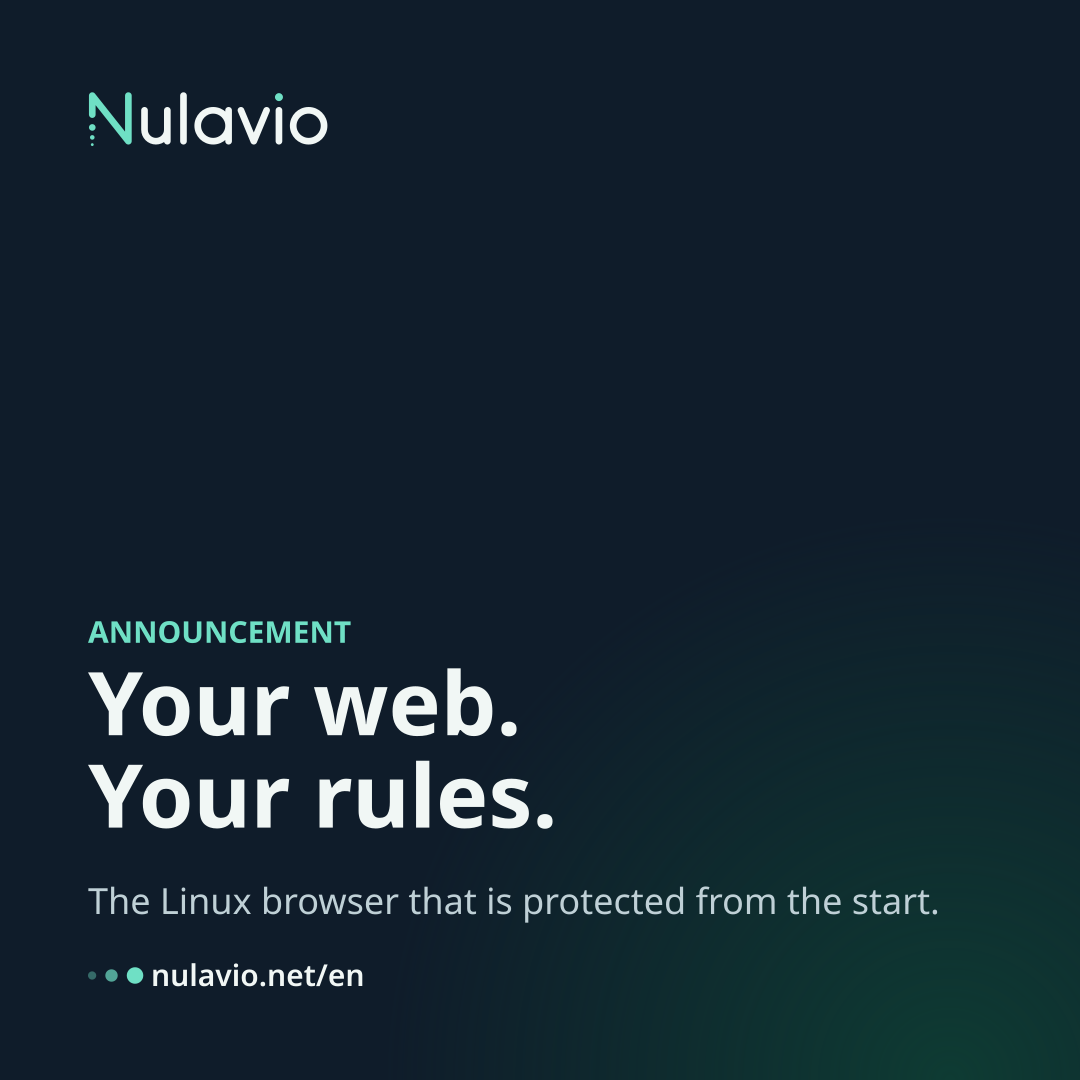 Nulavio
ANNOUNCEMENT
Your web.
Your rules.
The Linux browser that is protected from the start.
nulavio.net/en